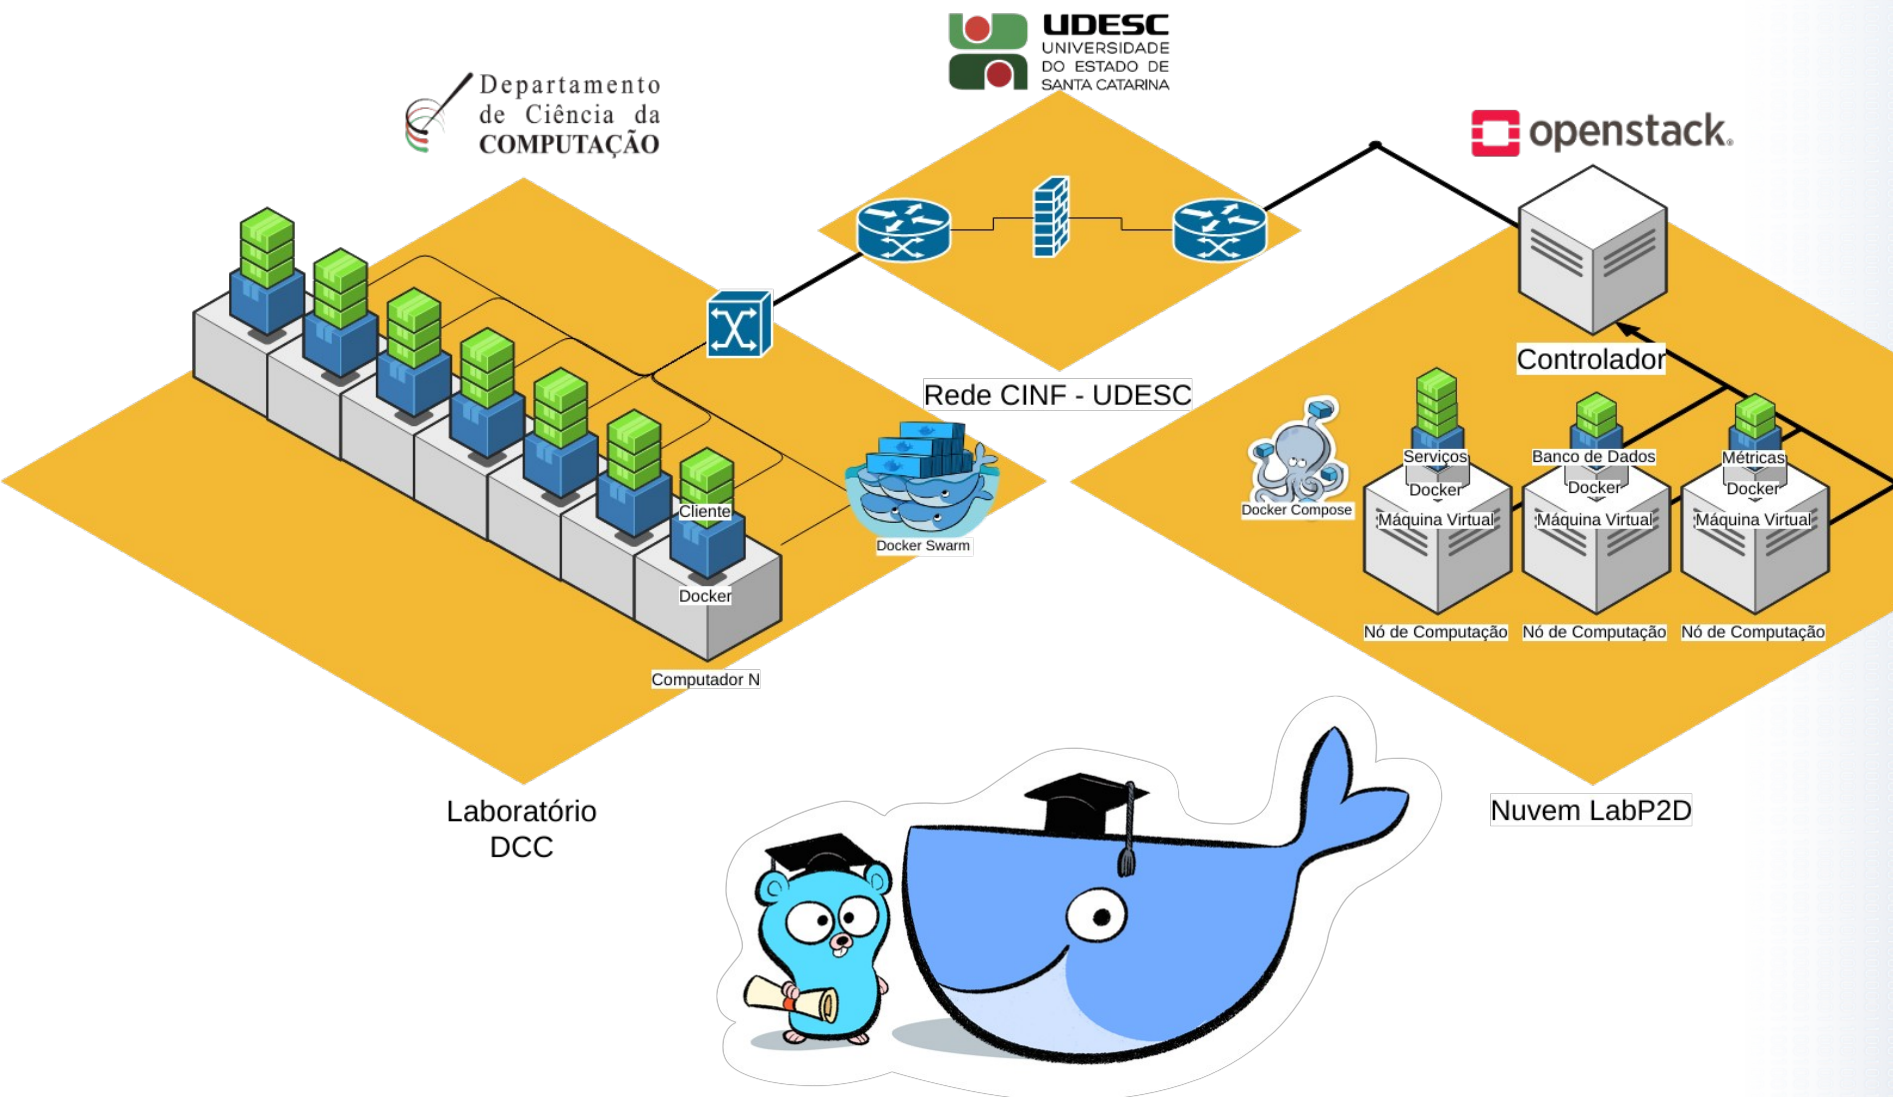 UDESC
UNIVERSIDADE
DO ESTADO DE
SANTA CATARINA
Departamento
de Ciência da
COMPUTAÇÃO
openstack.
Controlador
Rede CINF - UDESC
Serviços
Banco de Dados
Métricas
Docker
Docker
Docker
Docker Compose
Máquina Virtual
Máquina Virtual
Máquina Virtual
Cliente
Docker Swarm
Docker
Nó de Computação
Nó de Computação
Nó de Computação
Computador N
Laboratório
DCC
Nuvem LabP2D